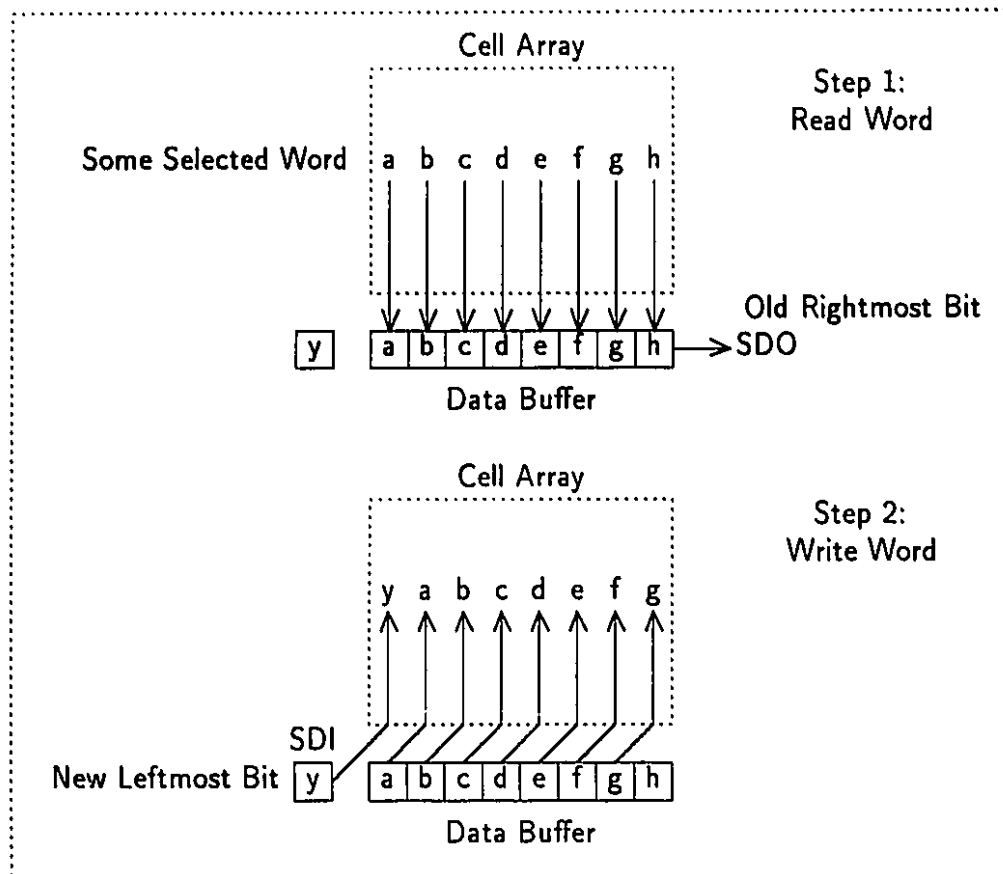 Cell Array
Step 1:
Read Word
Some Selected Word a b c d e f g h
Old Rightmost Bit
y a b c d e f g h SDO
Data Buffer
Cell Array
Step 2:
Write Word
y a b c d e f g
SDI
New Leftmost Bit y a b c d e f g h
Data Buffer